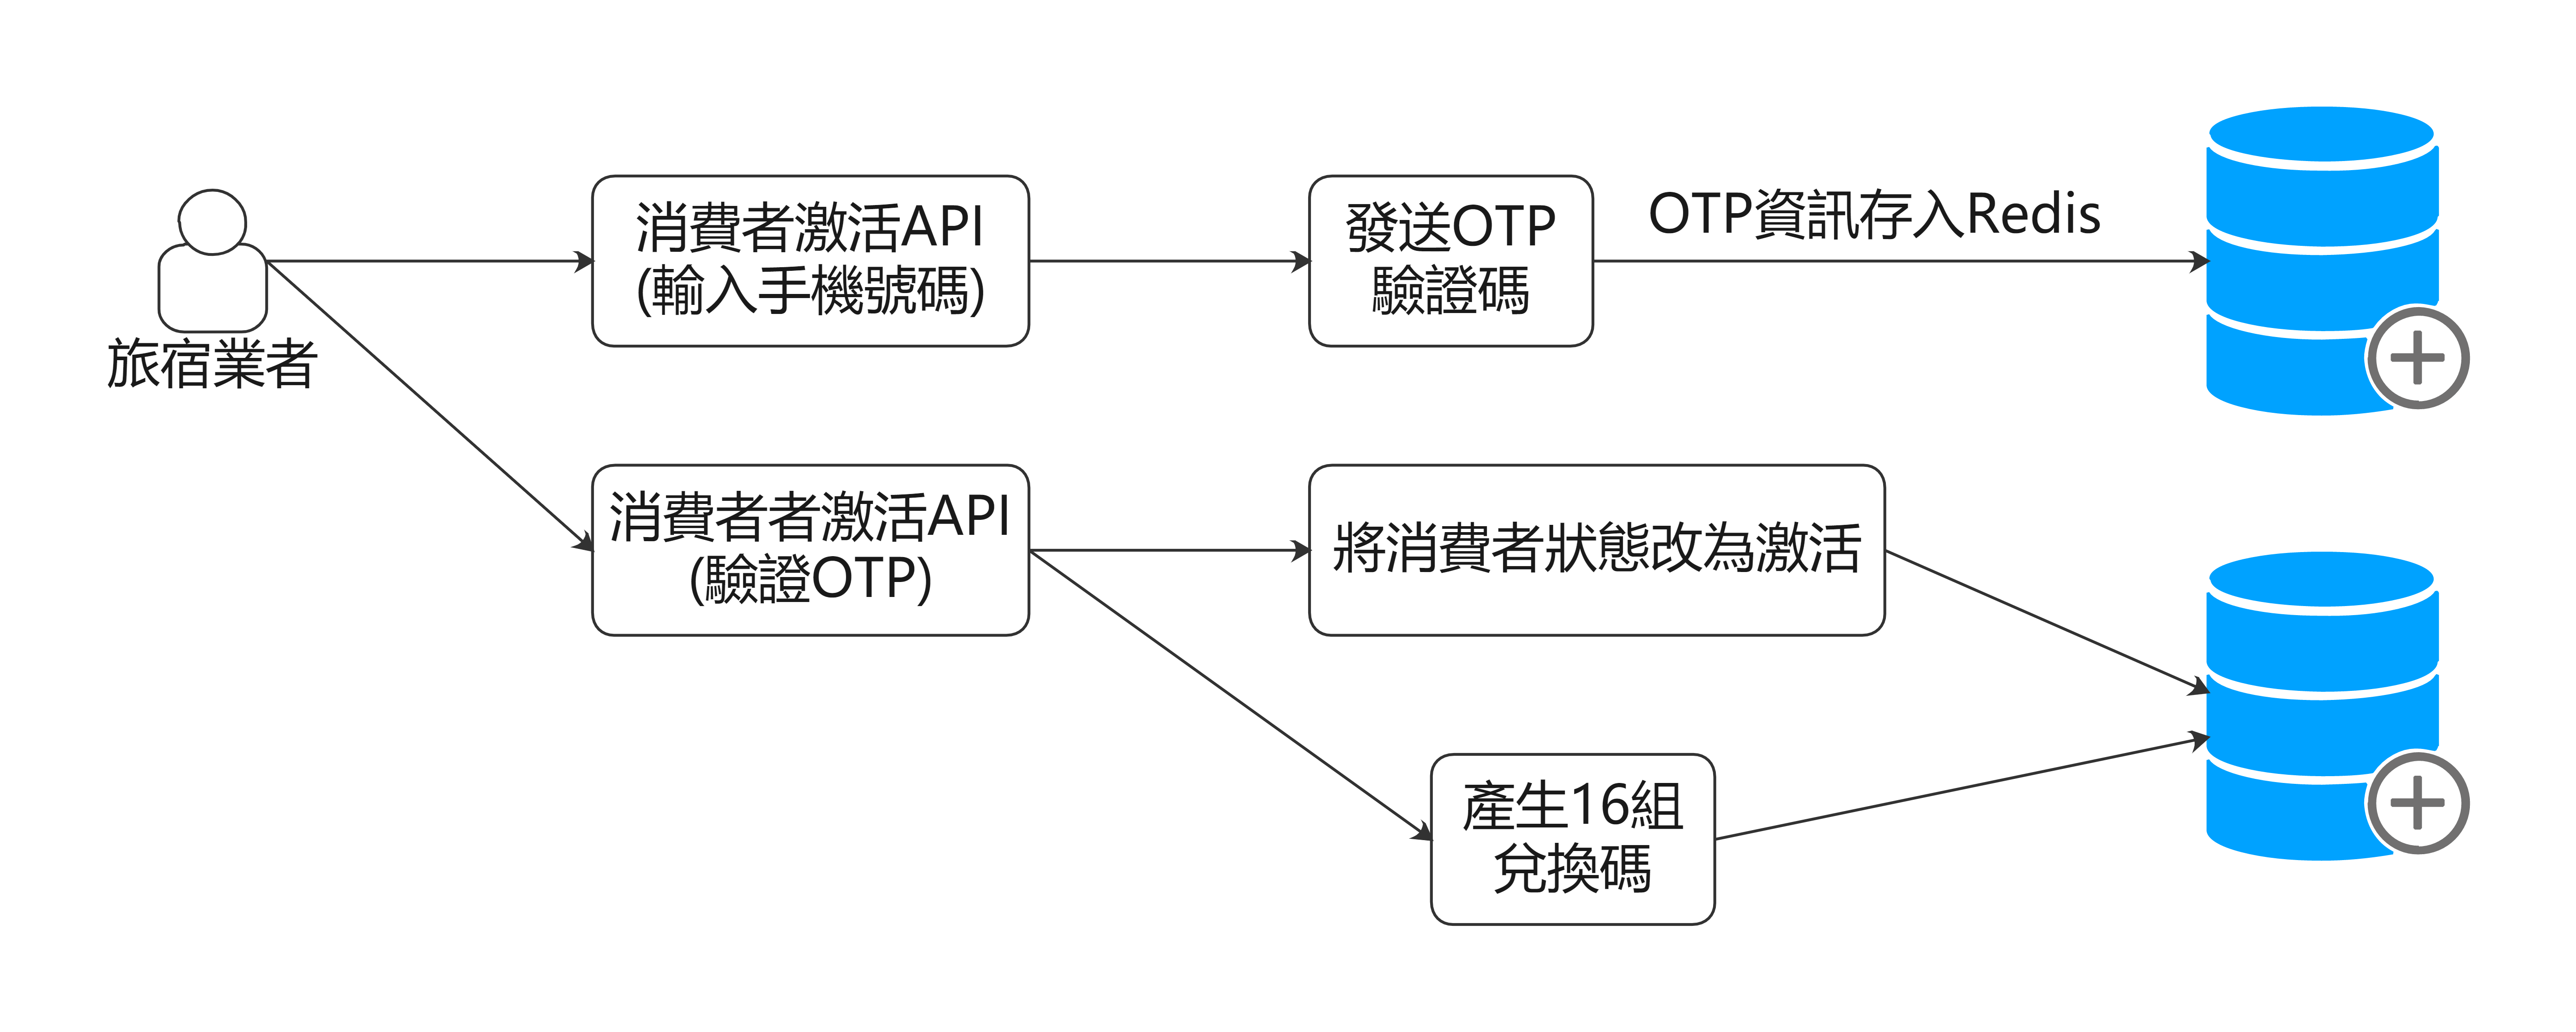 旅宿業者
消費者激活API
(輸入手機號碼)
發送OTP
驗證碼
OTP資訊存入Redis
消費者者激活API
(驗證OTP)
將消費者狀態改為激活
產生16組
兌換碼